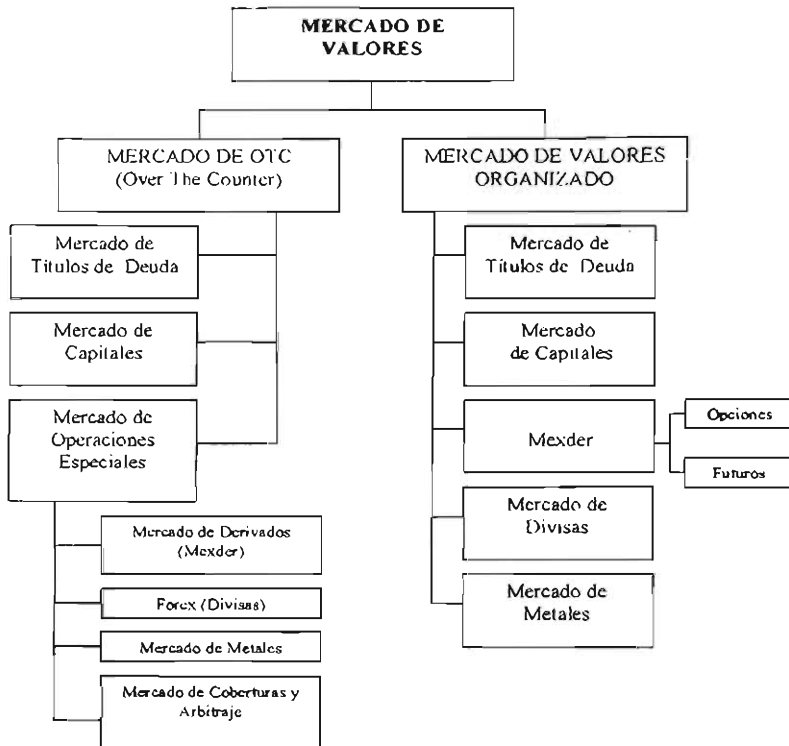 MERCADO DE
VALORES
MERCADO DE OTC
(Over The Counter)
Mercado de
Titulos de Deuda
Mercado de
Capitales
Mercado de
Operaciones
Especiales
Mercado de Derivados
(Mexder)
Forex (Divisas)
Mercado de Metales
Mercado de Coberturas y
Arbitraje
MERCADO DE VALORES
ORGANIZADO
Mercado de
Titulos de Deuda
Mercado
de Capitales
Mexder
Opciones
Futuros
Mercado de
Divisas
Mercado de
Metales